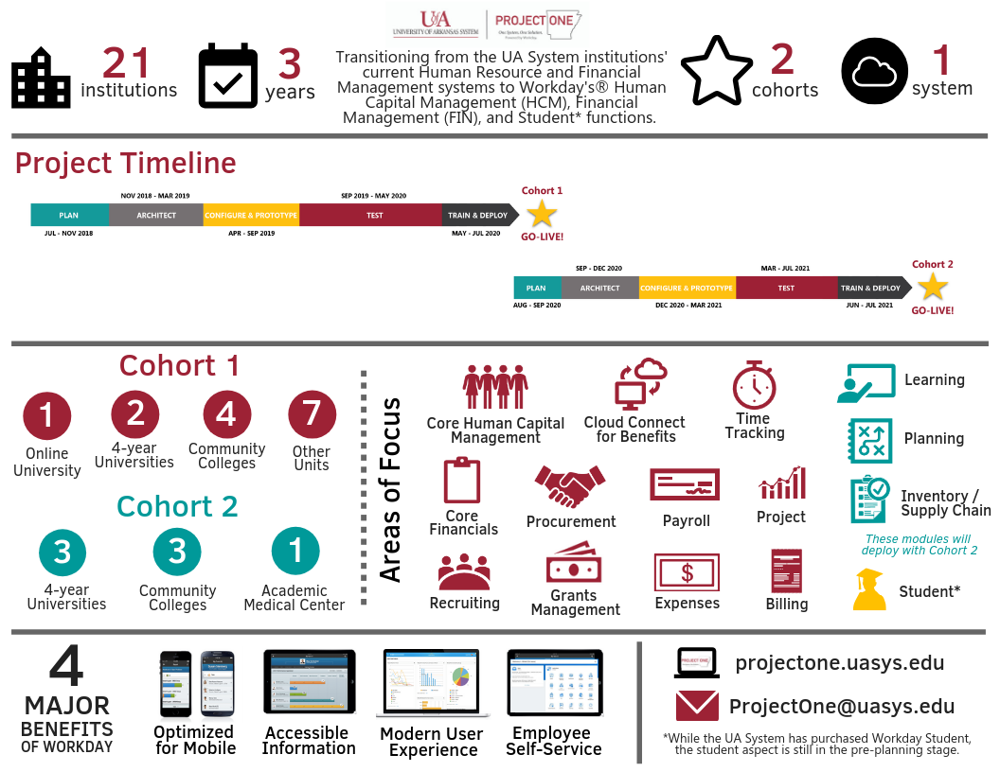 UA
UNIVERSITY OF ARKANSAS SYSTEM
PROJECT ONE
One System. One Solution.
Powered by Workday.
21
institutions
3
years
Transitioning from the UA System institutions'
current Human Resource and Financial
Management systems to Workday's® Human
Capital Management (HCM), Financial
Management (FIN), and Student* functions.
2
cohorts
1
system
Project Timeline
NOV 2018 - MAR 2019
SEP 2019 - MAY 2020
Cohort 1
PLAN
ARCHITECT
CONFIGURE & PROTOTYPE
TEST
TRAIN & DEPLOY
JUL - NOV 2018
APR - SEP 2019
MAY - JUL 2020
GO-LIVE!
SEP - DEC 2020
MAR - JUL 2021
Cohort 2
PLAN
ARCHITECT
CONFIGURE & PROTOTYPE
TEST
TRAIN & DEPLOY
AUG - SEP 2020
DEC 2020 - MAR 2021
JUN - JUL 2021
GO-LIVE!
Cohort 1
1
Online
University
2
4-year
Universities
4
Community
Colleges
7
Other
Units
Cohort 2
3
4-year
Universities
3
Community
Colleges
1
Academic
Medical Center
Areas of Focus
Core Human Capital
Management
Cloud Connect
for Benefits
Time
Tracking
Core
Financials
Procurement
Payroll
Project
Recruiting
Grants
Management
$
Expenses
Billing
Learning
Planning
Inventory /
Supply Chain
These modules will
deploy with Cohort 2
Student*
4
MAJOR
BENEFITS
OF WORKDAY
Optimized
for Mobile
Accessible
Information
Modern User
Experience
Employee
Self-Service
PROJECT ONE
projectone.uasys.edu
ProjectOne@uasys.edu
*While the UA System has purchased Workday Student,
the student aspect is still in the pre-planning stage.